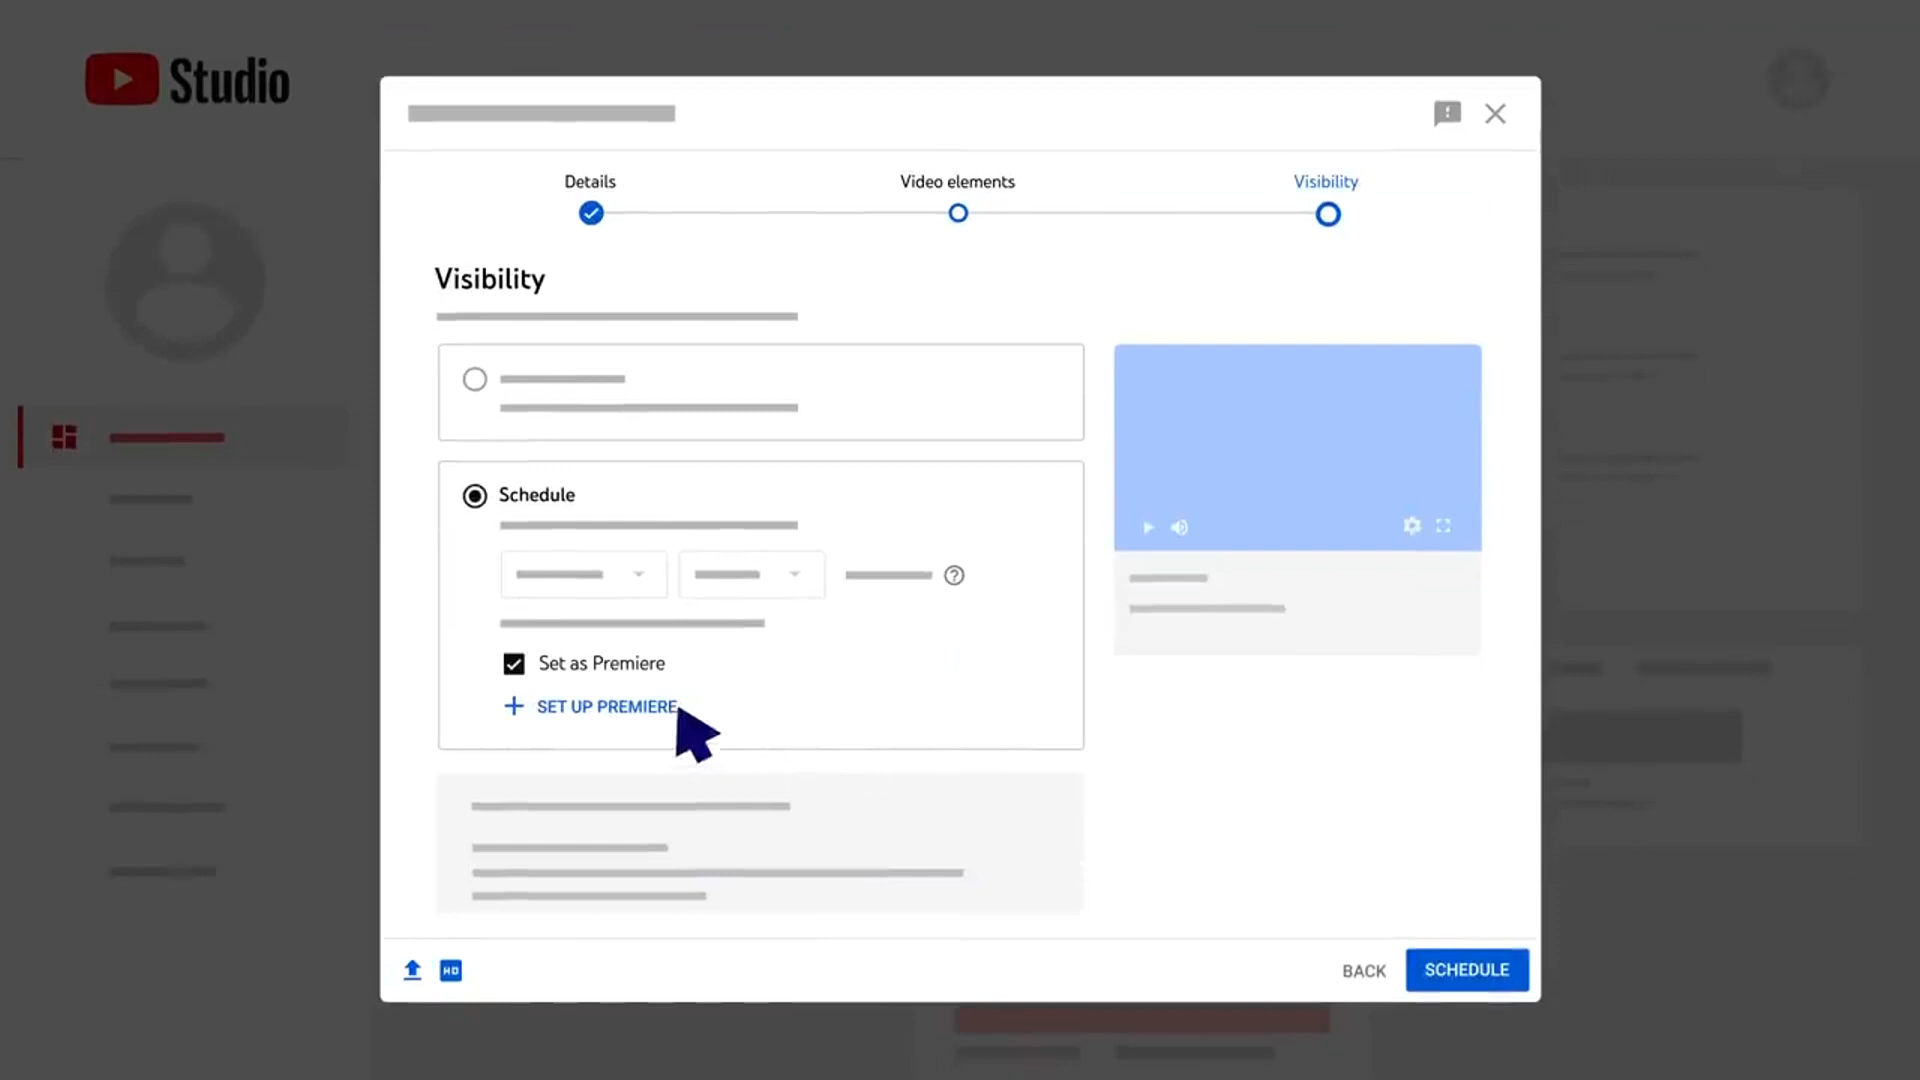 Studio
Details
Video elements
Visibility
Visibility
Schedule
?
Set as Premiere
+ SET UP PREMIERE
HD
BACK
SCHEDULE